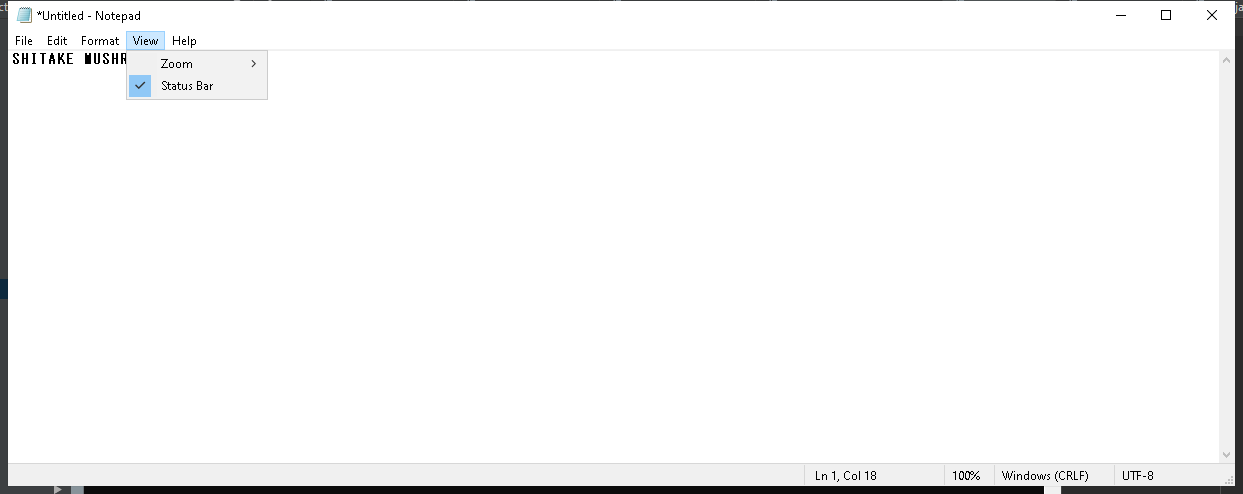 *Untitled - Notepad
File Edit Format View Help
SHITAKE MUSHR
Zoom
Status Bar
Ln 1, Col 18 100% Windows (CRLF) UTF-8